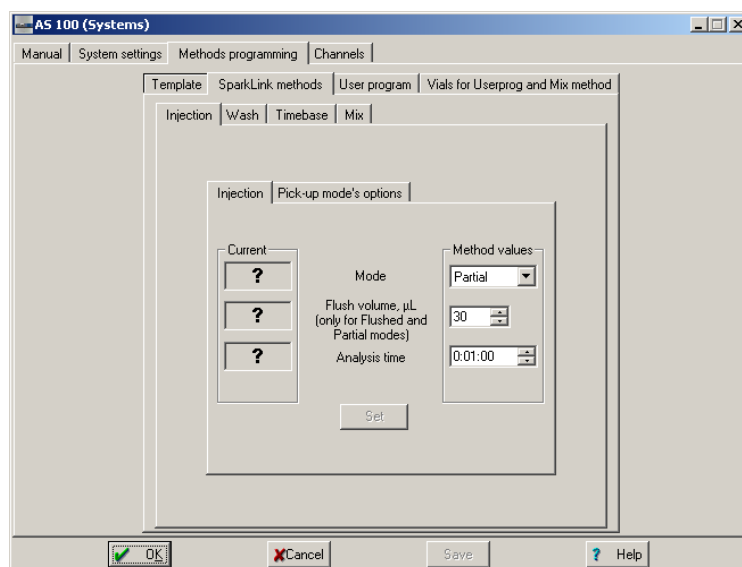 AS 100 (Systems)
Manual System settings Methods programming Channels
Template SparkLink methods User program Vials for Userprog and Mix method
Injection Wash Timebase Mix
Injection Pick-up mode's options
Current Method values
? Mode Partial
? Flush volume, µL
(only for Flushed and
Partial modes) 30
? Analysis time 0:01:00
Set
OK Cancel Save ? Help